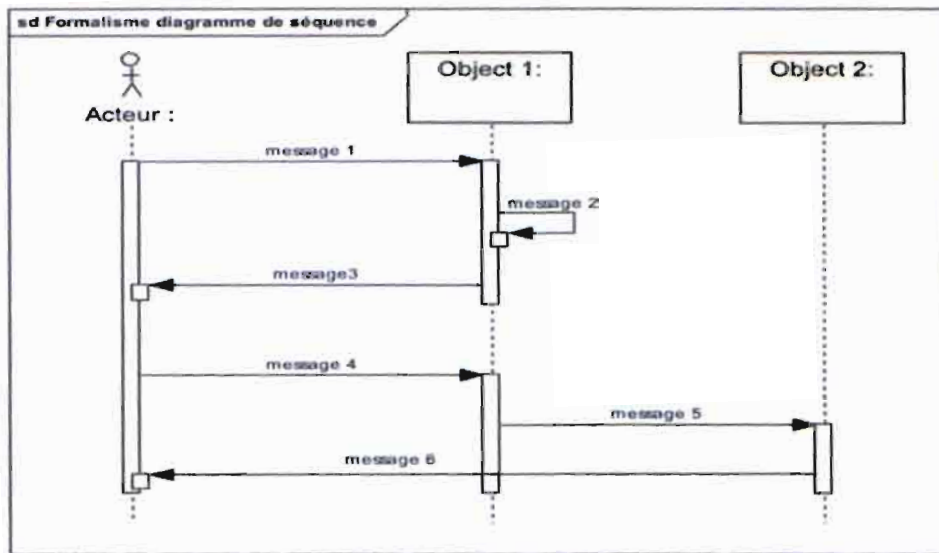 sd Formalisme diagramme de séquence
Acteur :
Object 1:
Object 2:
message 1
message 2
message3
message 4
message 5
message 6